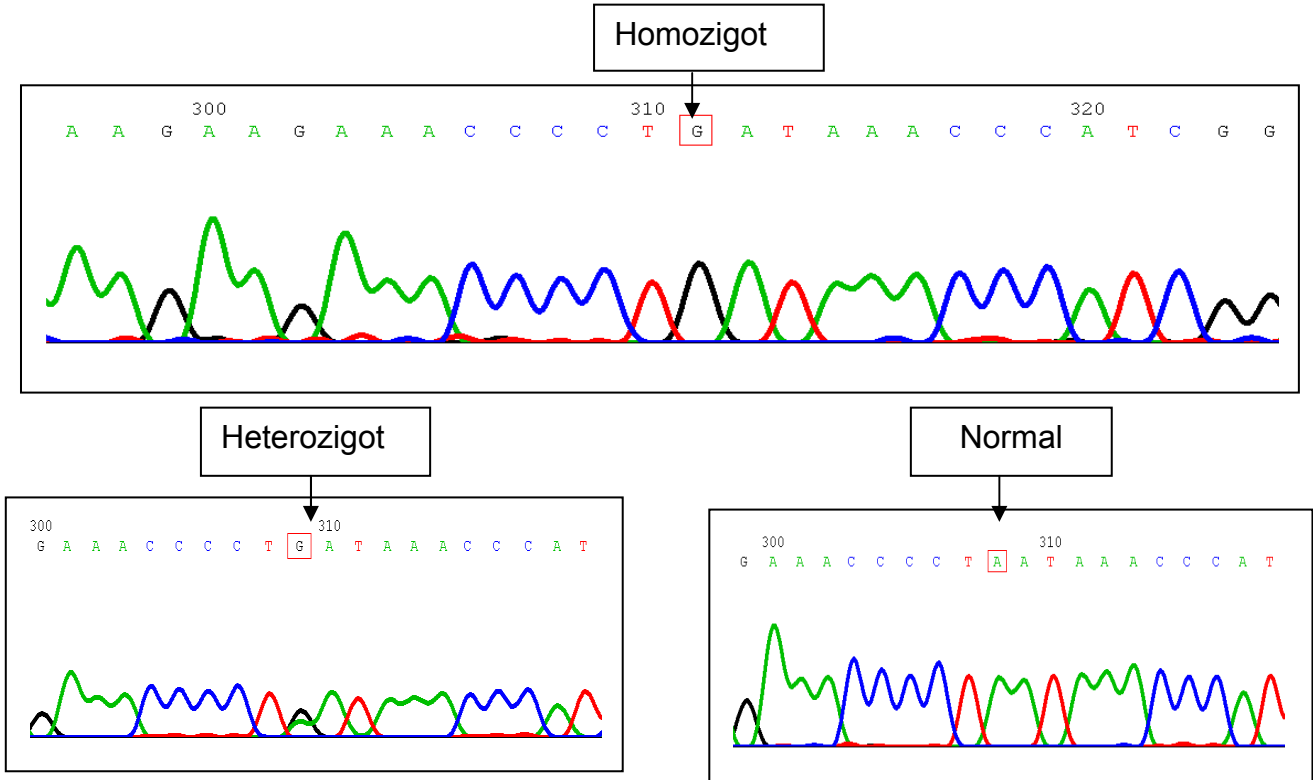 Homozigot
300 310 320
A A G A A G A A A C C C C T G A T A A A C C C A T C G G
Heterozigot
300 310
G A A A C C C C T G A T A A A C C C A T
Normal
300 310
G A A A C C C C T A A T A A A C C C A T